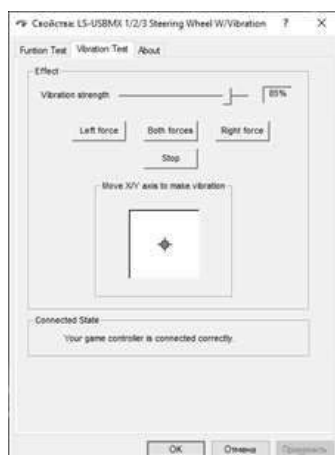 Свойства: LS-USBMX 1/2/3 Steering Wheel W/Vibration ? X
Funtion Test Vibration Test About
Effect
Vibration strength 85%
Left force Both forces Right force
Stop
Move X/Y axis to make vibration
Connected State
Your game controller is connected correctly.
OK Отмена Применить